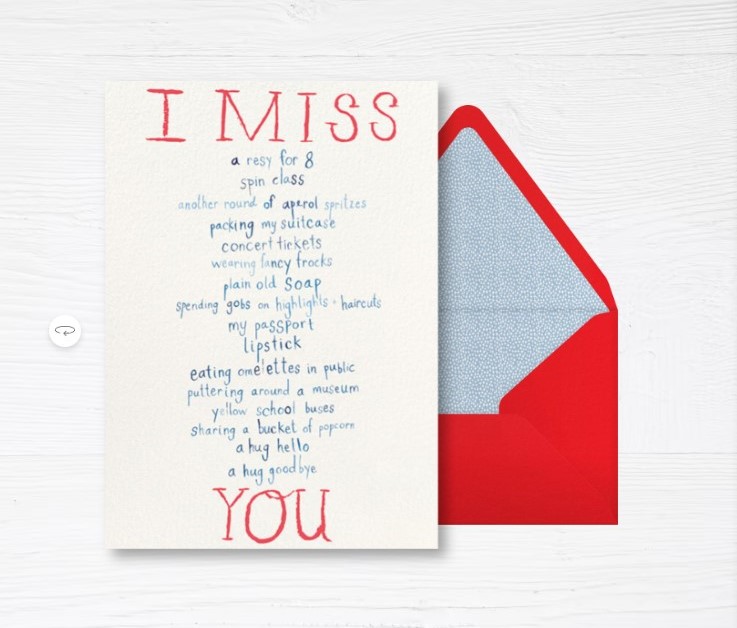 I MISS
a resy for 8
spin class
another round of aperol spritzes
packing my suitcase
concert tickets
wearing fancy frocks
plain old soap
spending gobs on highlights + haircuts
my passport
lipstick
eating omelettes in public
puttering around a museum
yellow school buses
sharing a bucket of popcorn
a hug hello
a hug goodbye
YOU